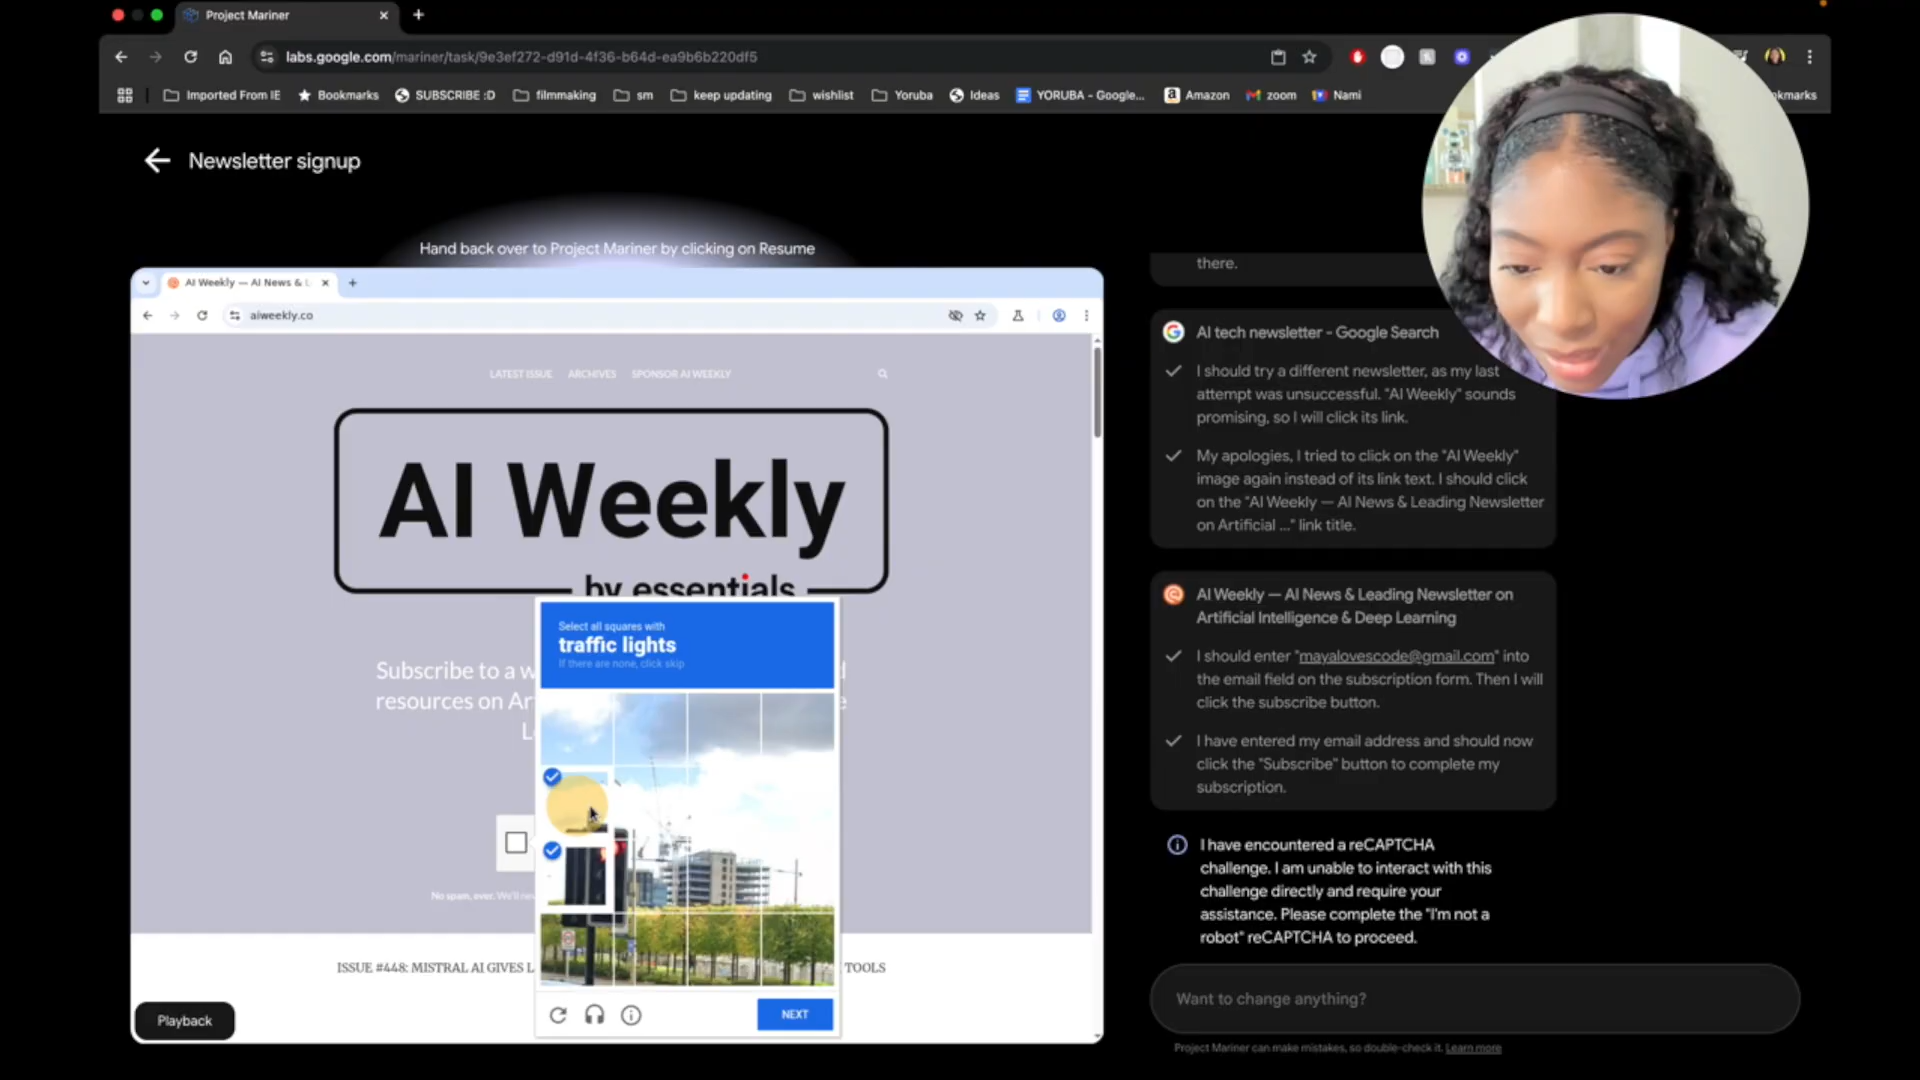 Project Mariner
labs.google.com/mariner/task/9e3ef272-d91d-4f36-b64d-ea9b6b220df5
Imported From IE
Bookmarks
SUBSCRIBE :D
filmmaking
sm
keep updating
wishlist
Yoruba
Ideas
YORUBA - Google...
Amazon
zoom
Nami
kmarks
Newsletter signup
Hand back over to Project Mariner by clicking on Resume
AI Weekly — AI News & L
aiweekly.co
LATEST ISSUE
ARCHIVES
SPONSOR AI WEEKLY
AI Weekly
by essentials
Subscribe to a w
resources on Ar
Select all squares with
traffic lights
If there are none, click skip
No spam, ever. We'll
NEXT
ISSUE #448: MISTRAL AI GIVES L
TOOLS
Playback
there.
AI tech newsletter - Google Search
I should try a different newsletter, as my last
attempt was unsuccessful. "AI Weekly" sounds
promising, so I will click its link.
My apologies, I tried to click on the "AI Weekly"
image again instead of its link text. I should click
on the "AI Weekly — AI News & Leading Newsletter
on Artificial ..." link title.
AI Weekly — AI News & Leading Newsletter on
Artificial Intelligence & Deep Learning
I should enter "mayalovescode@gmail.com" into
the email field on the subscription form. Then I will
click the subscribe button.
I have entered my email address and should now
click the "Subscribe" button to complete my
subscription.
I have encountered a reCAPTCHA
challenge. I am unable to interact with this
challenge directly and require your
assistance. Please complete the "I'm not a
robot" reCAPTCHA to proceed.
Want to change anything?
Project Mariner can make mistakes, so double-check it. Learn more